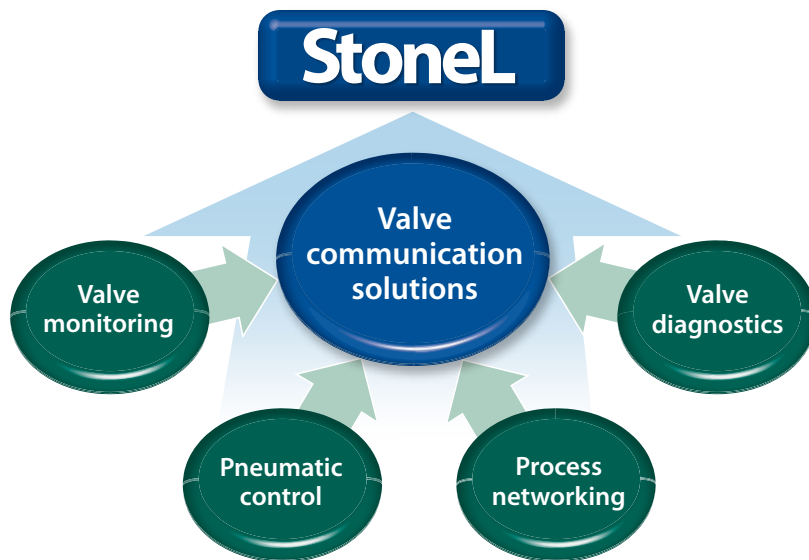 StoneL
Valve
communication
solutions
Valve
monitoring
Valve
diagnostics
Pneumatic
control
Process
networking